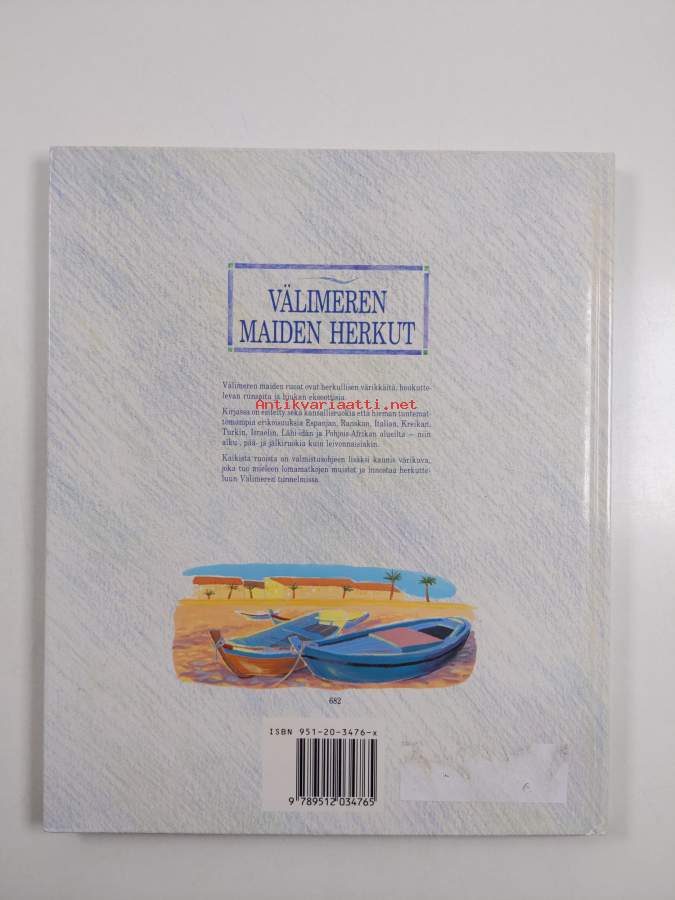 VÄLIMEREN
MAIDEN HERKUT
Välimeren maiden ruoat ovat herkullisen värikkäitä, houkutte-
levan runsaita ja hiukan eksoottisia.
Antikvariaatti.net
Kirjassa on esitelty sekä kansallisruokia että hieman tuntemat-
tomampia erikoisuuksia Espanjan, Ranskan, Italian, Kreikan,
Turkin, Israelin, Lähi-idän ja Pohjois-Afrikan alueilta — niin
alku-, pää- ja jälkiruokia kuin leivonnaisiakin.
Kaikista ruoista on valmistusohjeen lisäksi kaunis värikuva,
joka tuo mieleen lomamatkojen muistot ja innostaa herkutte-
luun Välimeren tunnelmissa.
682
ISBN 951-20-3476-x
9 789512 034765